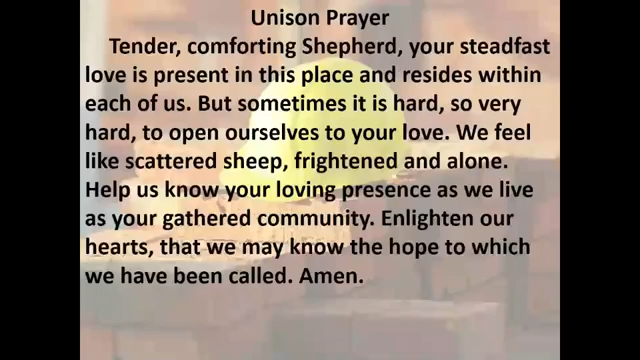 Unison Prayer
Tender, comforting Shepherd, your steadfast
love is present in this place and resides within
each of us. But sometimes it is hard, so very
hard, to open ourselves to your love. We feel
like scattered sheep, frightened and alone.
Help us know your loving presence as we live
as your gathered community. Enlighten our
hearts, that we may know the hope to which
we have been called. Amen.